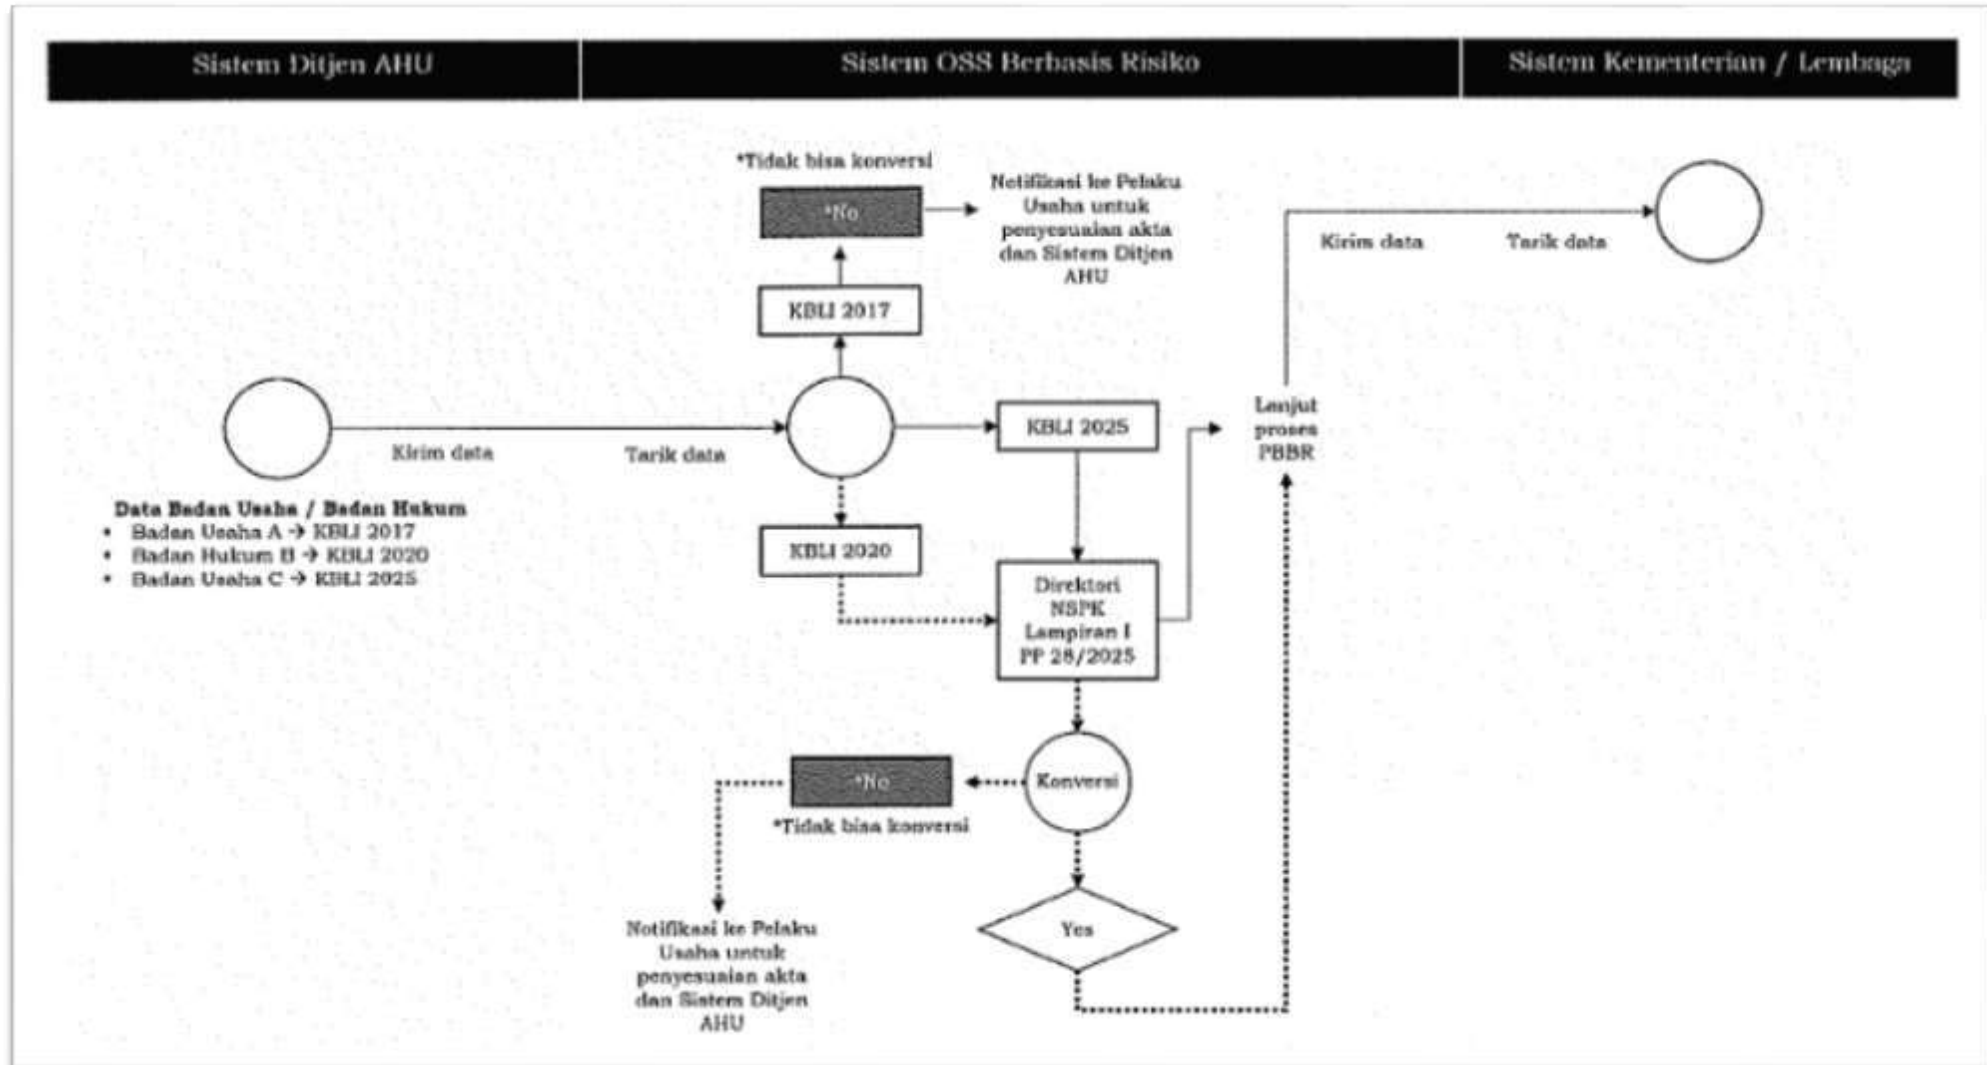 Sistem Ditjen AHU
Sistem OSS Berbasis Risiko
Sistem Kementerian / Lembaga
*Tidak bisa konversi
*No
Notifikasi ke Pelaku
Usaha untuk
penyesuaian akta
dan Sistem Ditjen
AHU
KBLI 2017
Kirim data
Tarik data
Kirim data
Tarik data
KBLI 2025
Lanjut
proses
PBBR
Data Badan Usaha / Badan Hukum
• Badan Usaha A → KBLI 2017
• Badan Hukum B → KBLI 2020
• Badan Usaha C → KBLI 2025
KBLI 2020
Direktori
NSPK
Lampiran I
PP 28/2025
Konversi
*No
*Tidak bisa konversi
Yes
Notifikasi ke Pelaku
Usaha untuk
penyesuaian akta
dan Sistem Ditjen
AHU